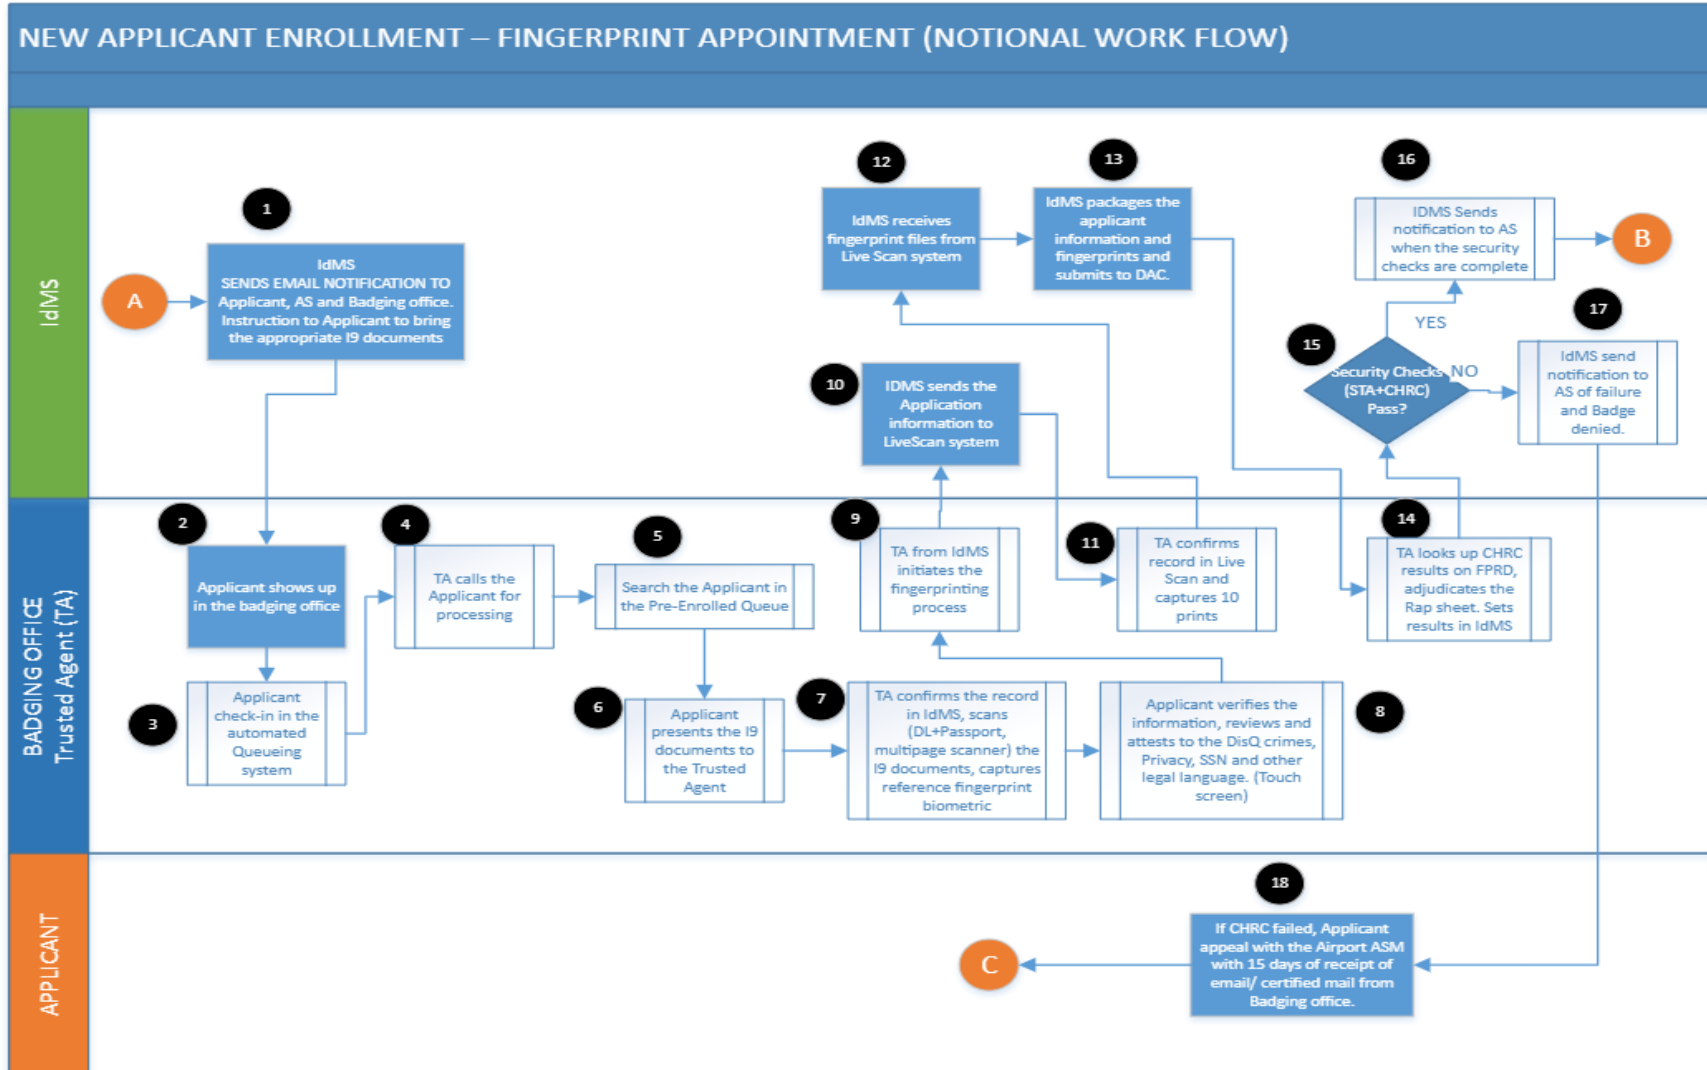 NEW APPLICANT ENROLLMENT – FINGERPRINT APPOINTMENT (NOTIONAL WORK FLOW)
IdMS
A
1
IdMS
SENDS EMAIL NOTIFICATION TO
Applicant, AS and Badging office.
Instruction to Applicant to bring
the appropriate I9 documents
12
IdMS receives
fingerprint files from
Live Scan system
13
IdMS packages the
applicant
information and
fingerprints and
submits to DAC.
16
IDMS Sends
notification to AS
when the security
checks are complete
B
10
IDMS sends the
Application
information to
LiveScan system
15
Security Checks
(STA+CHRC)
Pass?
YES
NO
17
IdMS send
notification to
AS of failure
and Badge
denied.
BADGING OFFICE
Trusted Agent (TA)
2
Applicant shows up
in the badging office
3
Applicant
check-in in the
automated
Queueing
system
4
TA calls the
Applicant for
processing
5
Search the Applicant in
the Pre-Enrolled Queue
6
Applicant
presents the I9
documents to
the Trusted
Agent
7
TA confirms the record
in IdMS, scans
(DL+Passport,
multipage scanner) the
I9 documents, captures
reference fingerprint
biometric
8
Applicant verifies the
information, reviews and
attests to the DisQ crimes,
Privacy, SSN and other
legal language. (Touch
screen)
9
TA from IdMS
initiates the
fingerprinting
process
11
TA confirms
record in Live
Scan and
captures 10
prints
14
TA looks up CHRC
results on FPRD,
adjudicates the
Rap sheet. Sets
results in IdMS
APPLICANT
18
If CHRC failed, Applicant
appeal with the Airport ASM
with 15 days of receipt of
email/ certified mail from
Badging office.
C